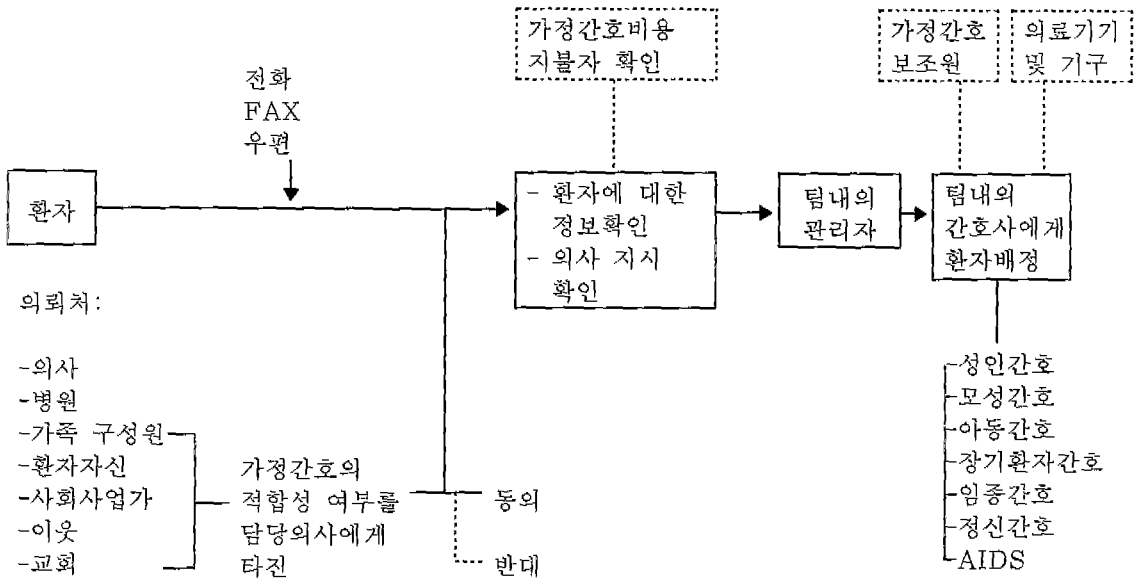 가정간호비용
지불자 확인
가정간호
보조원
의료기기
및 기구
전화
FAX
우편
환자
- 환자에 대한
정보확인
- 의사 지시
확인
팀내의
관리자
팀내의
간호사에게
환자배정
의뢰처:
-의사
-병원
-가족 구성원
-환자자신
-사회사업가
-이웃
-교회
가정간호의
적합성 여부를
담당의사에게
타진
동의
반대
-성인간호
-모성간호
-아동간호
-장기환자간호
-임종간호
-정신간호
-AIDS